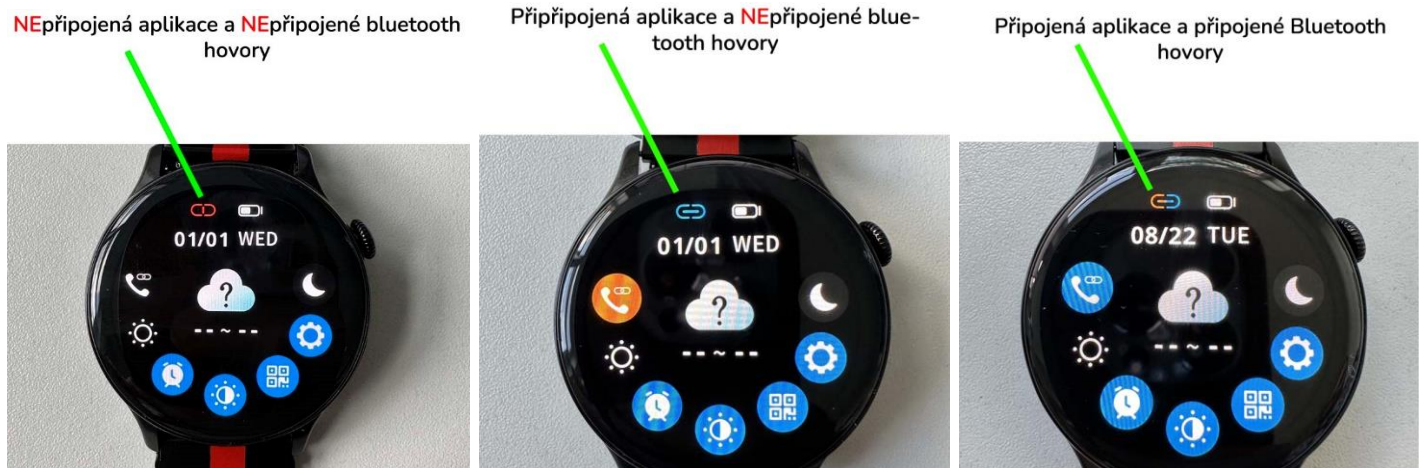 NEpřipojená aplikace a NEpřipojené bluetooth
hovory
Připřipojená aplikace a NEpřipojené blue-
tooth hovory
Připojená aplikace a připojené Bluetooth
hovory
01/01 WED
?
--~--
01/01 WED
?
--~--
08/22 TUE
?
--~--